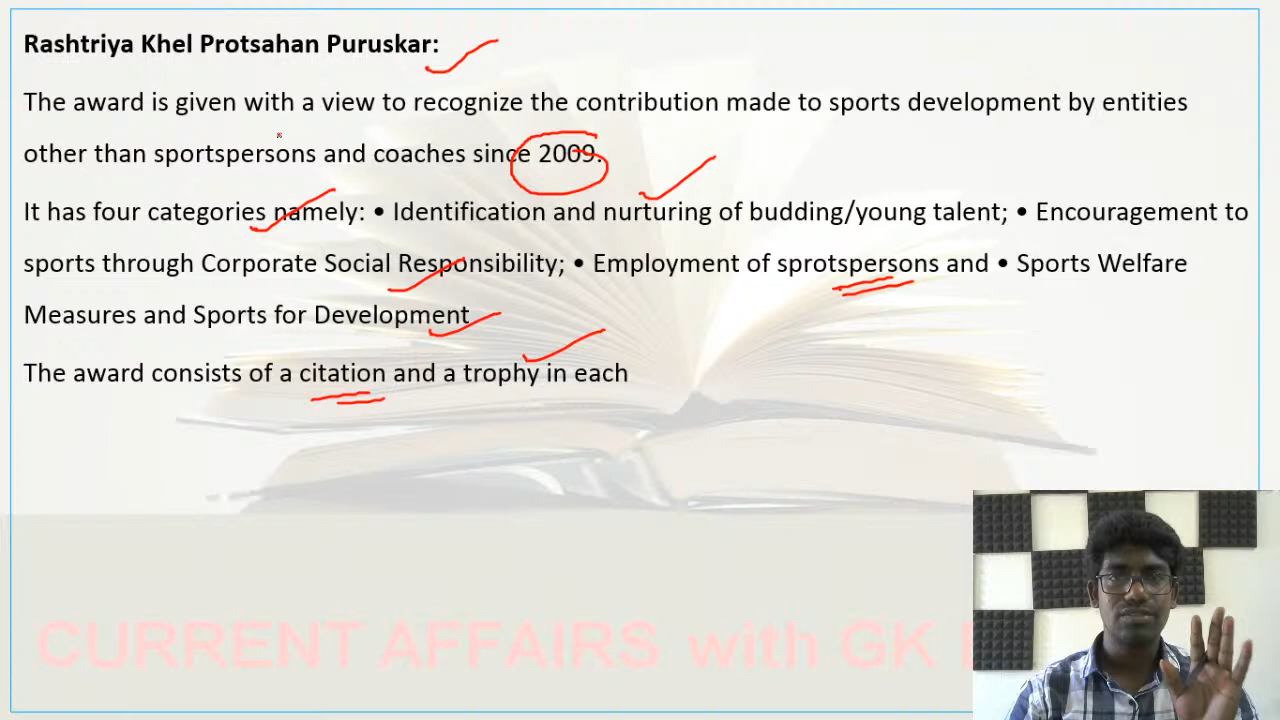 Rashtriya Khel Protsahan Puruskar:
The award is given with a view to recognize the contribution made to sports development by entities
other than sportspersons and coaches since 2009.
It has four categories namely: • Identification and nurturing of budding/young talent; • Encouragement to
sports through Corporate Social Responsibility; • Employment of sprotspersons and • Sports Welfare
Measures and Sports for Development
The award consists of a citation and a trophy in each
CURRENT AFFAIRS with GK